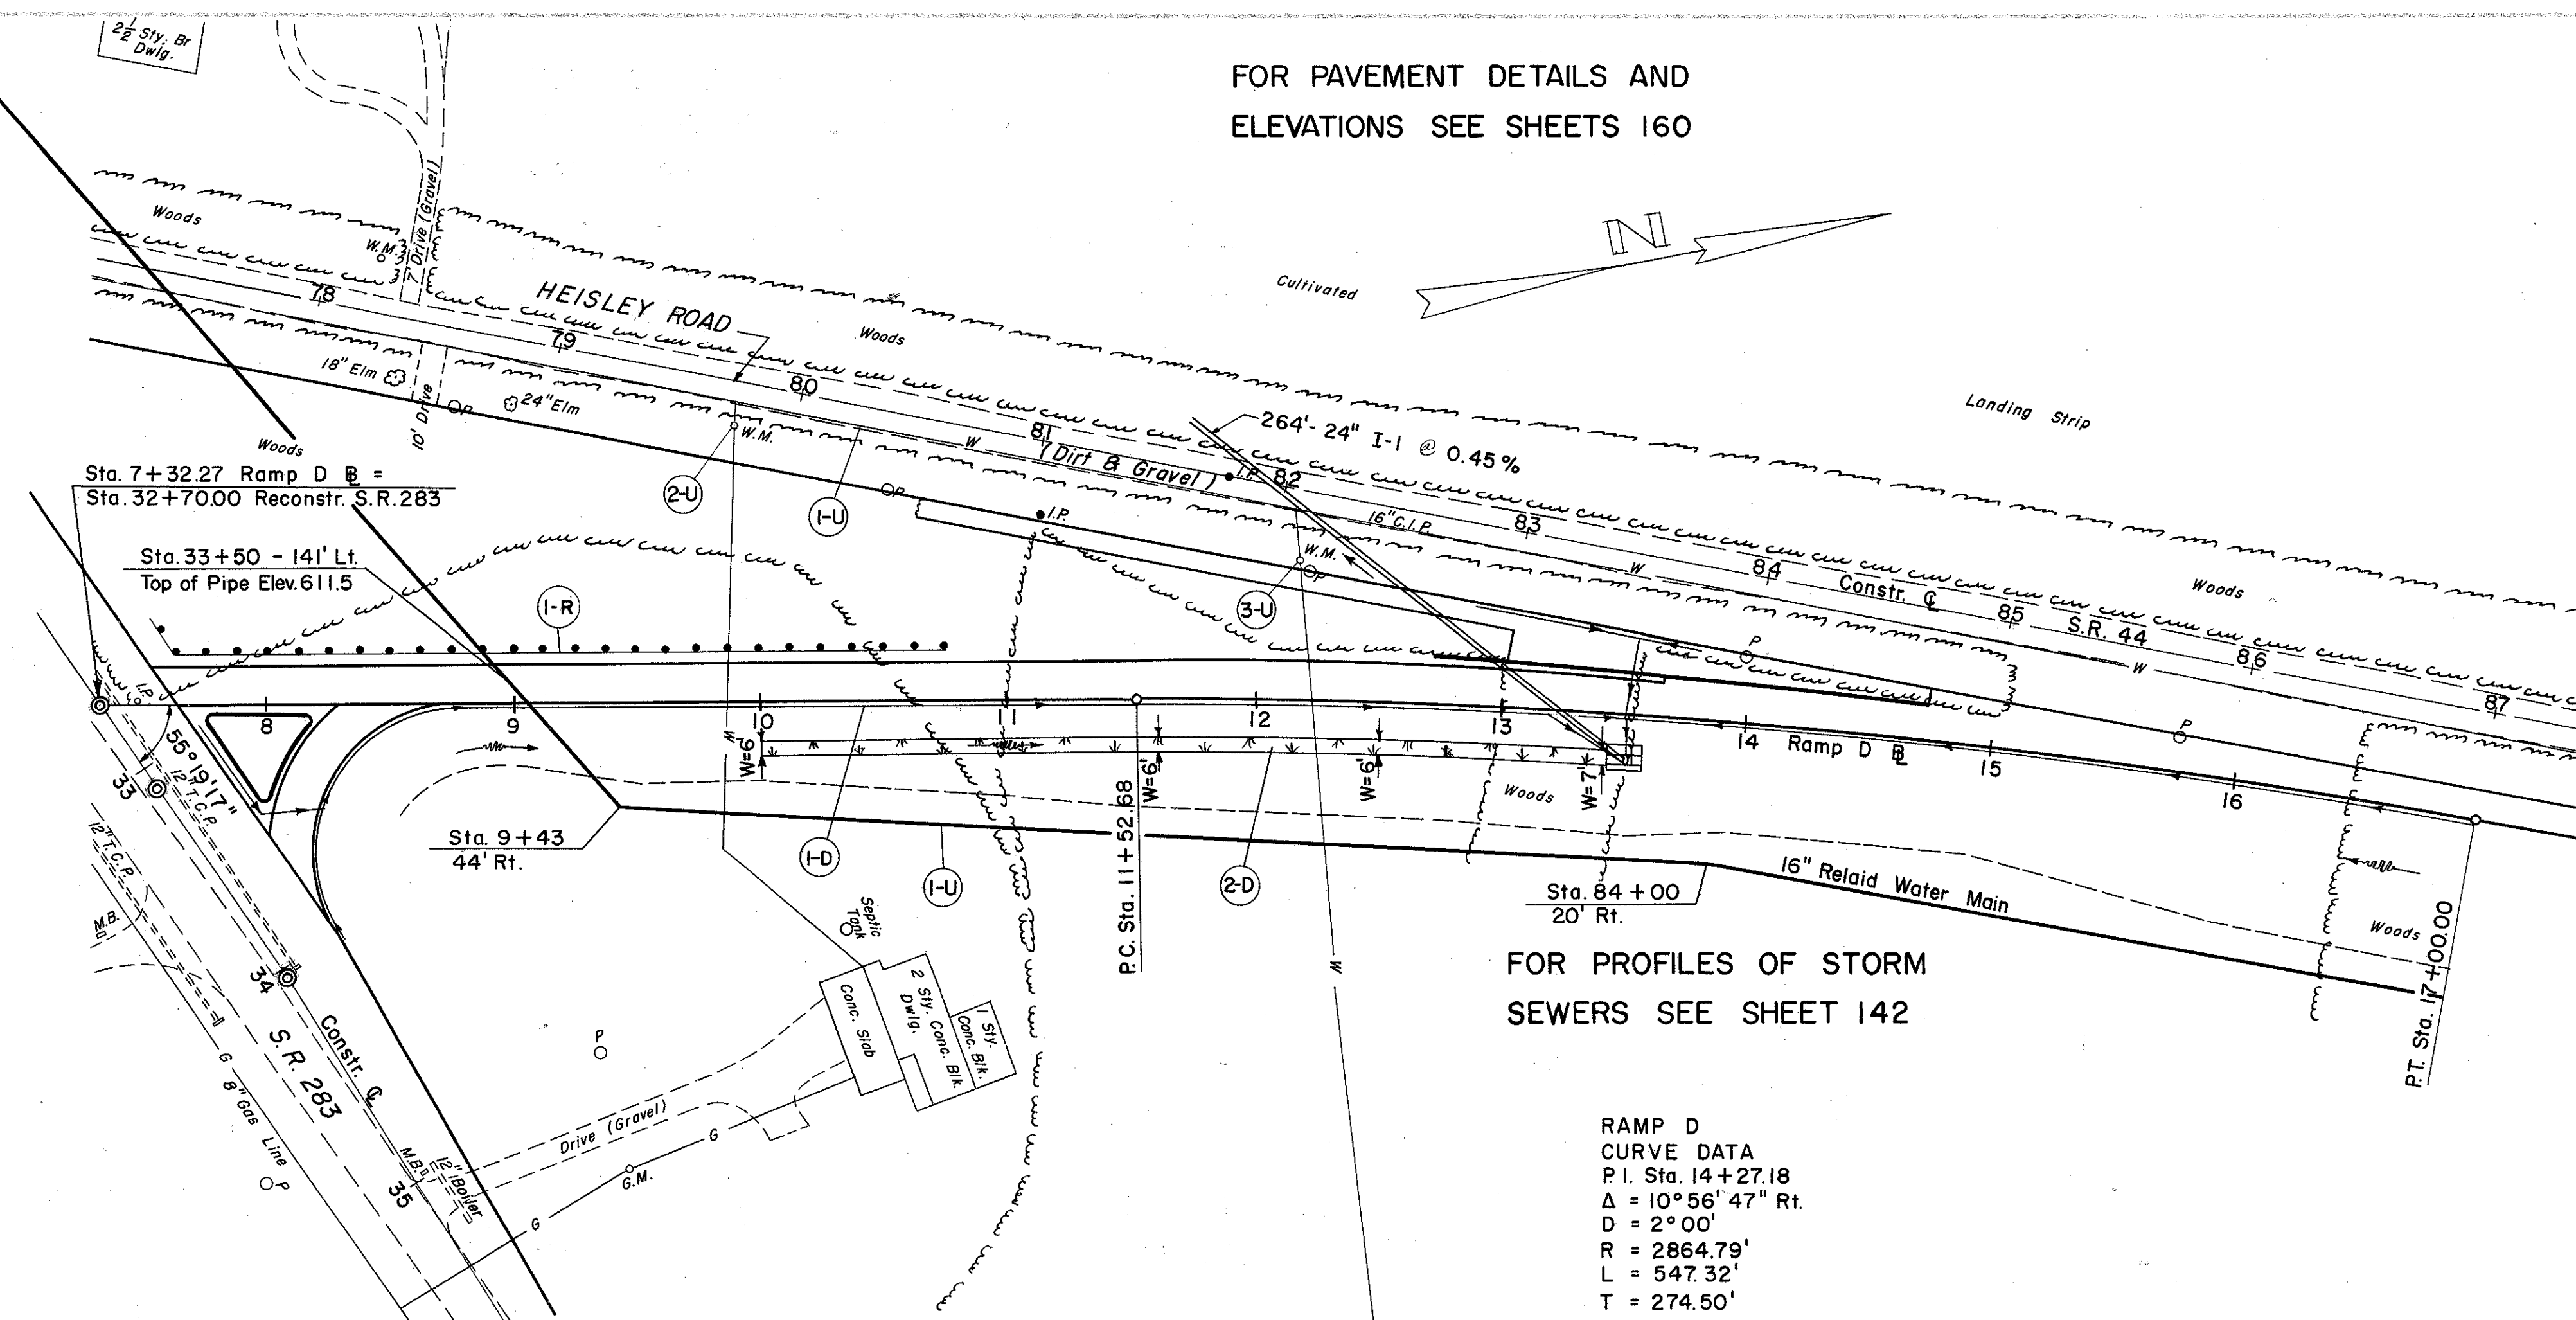 2½ Sty. Br
Dwlg.
FOR PAVEMENT DETAILS AND
ELEVATIONS SEE SHEETS 160
N
Woods
W.M.
7' Drive (Gravel)
78
HEISLEY ROAD
79
Woods
Cultivated
80
18" Elm
10' Drive
P
24" Elm
W.M.
W
81
(Dirt & Gravel)
I.P.
82
264'- 24" I-1 @ 0.45%
Landing Strip
Woods
Sta. 7+32.27 Ramp D BL =
Sta. 32+70.00 Reconstr. S.R. 283
2-U
1-U
P
I.P.
16" C.I.P.
83
W.M.
P
W
84
Constr. CL
85
S.R. 44
Woods
86
W
87
Sta. 33+50 - 141' Lt.
Top of Pipe Elev. 611.5
1-R
3-U
P
P
I.P.
8
9
10
11
12
13
14
Ramp D BL
15
16
55°19'17"
12" T.C.P.
33
W
W=6'
W=6'
W=6'
W=7'
Woods
12" T.C.P.
Sta. 9+43
44' Rt.
1-D
1-U
P.C. Sta. 11+52.68
2-D
Sta. 84+00
20' Rt.
16" Relaid Water Main
Woods
P.T. Sta. 17+00.00
M.B.
Septic
Tank
W
FOR PROFILES OF STORM
SEWERS SEE SHEET 142
34
Constr. CL
S. R. 283
G
8" Gas Line
P
P
Conc. Slab
2 Sty. Conc. Blk.
Dwlg.
1 Sty.
Conc. Blk.
Drive (Gravel)
G
G.M.
G
M.B.
12" Boiler
35
RAMP D
CURVE DATA
P.I. Sta. 14+27.18
Δ = 10°56'47" Rt.
D = 2°00'
R = 2864.79'
L = 547.32'
T = 274.50'